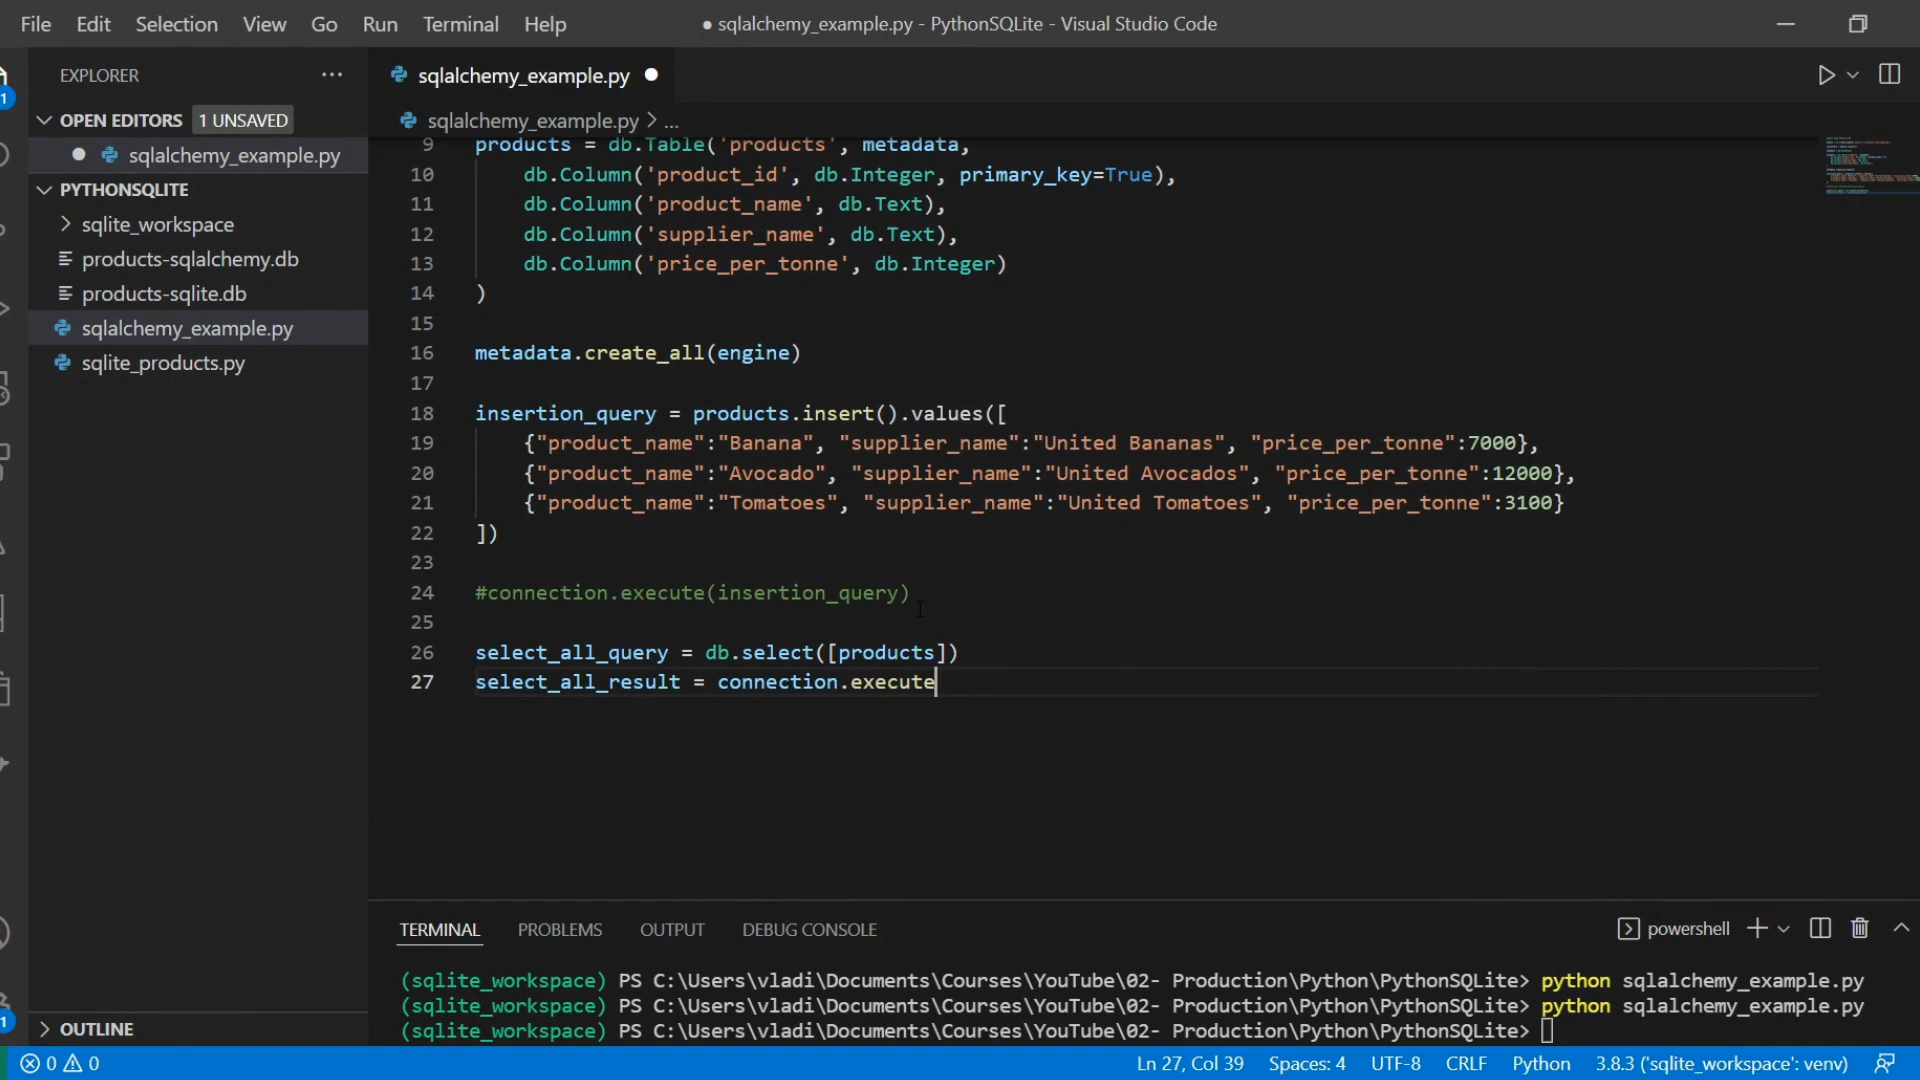 File Edit Selection View Go Run Terminal Help
● sqlalchemy_example.py - PythonSQLite - Visual Studio Code
EXPLORER ···
sqlalchemy_example.py ●
1
OPEN EDITORS 1 UNSAVED
sqlalchemy_example.py > ...
● sqlalchemy_example.py
PYTHONSQLITE
sqlite_workspace
products-sqlalchemy.db
products-sqlite.db
sqlalchemy_example.py
sqlite_products.py
9 products = db.Table('products', metadata,
10 db.Column('product_id', db.Integer, primary_key=True),
11 db.Column('product_name', db.Text),
12 db.Column('supplier_name', db.Text),
13 db.Column('price_per_tonne', db.Integer)
14 )
15
16 metadata.create_all(engine)
17
18 insertion_query = products.insert().values([
19 {"product_name":"Banana", "supplier_name":"United Bananas", "price_per_tonne":7000},
20 {"product_name":"Avocado", "supplier_name":"United Avocados", "price_per_tonne":12000},
21 {"product_name":"Tomatoes", "supplier_name":"United Tomatoes", "price_per_tonne":3100}
22 ])
23
24 #connection.execute(insertion_query)
25
26 select_all_query = db.select([products])
27 select_all_result = connection.execute
TERMINAL PROBLEMS OUTPUT DEBUG CONSOLE
powershell
(sqlite_workspace) PS C:\Users\vladi\Documents\Courses\YouTube\02- Production\Python\PythonSQLite> python sqlalchemy_example.py
(sqlite_workspace) PS C:\Users\vladi\Documents\Courses\YouTube\02- Production\Python\PythonSQLite> python sqlalchemy_example.py
(sqlite_workspace) PS C:\Users\vladi\Documents\Courses\YouTube\02- Production\Python\PythonSQLite>
OUTLINE
1
0 0
Ln 27, Col 39 Spaces: 4 UTF-8 CRLF Python 3.8.3 ('sqlite_workspace': venv)